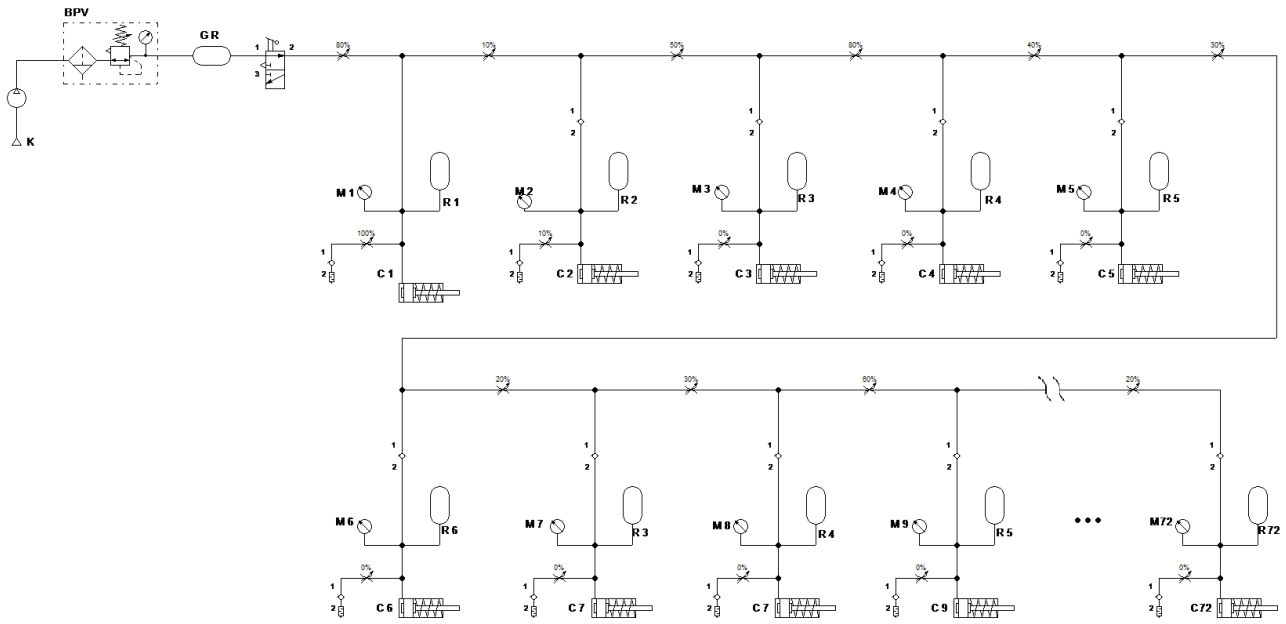 BPV
GR
1 2
3
K
80% 10% 50% 80% 40% 30%
1 1 1 1
2 2 2 2
M1 R1 M2 R2 M3 R3 M4 R4 M5 R5
100% 10% 0% 0% 0%
1 1 1 1 1
2 C1 2 C2 2 C3 2 C4 2 C5
20% 30% 60% 20%
1 1 1 1 1
2 2 2 2 2
M6 R6 M7 R3 M8 R4 M9 R5 ••• M72 R72
0% 0% 0% 0% 0%
1 1 1 1 1
2 C6 2 C7 2 C7 2 C9 2 C72